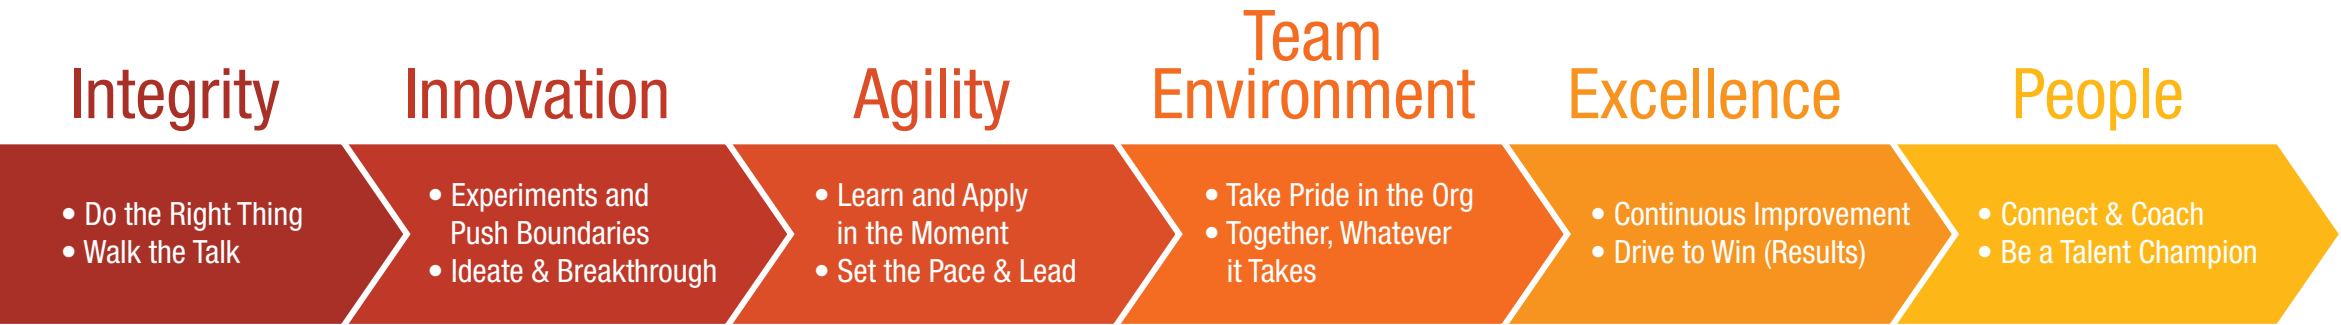 Integrity
• Do the Right Thing
• Walk the Talk
Innovation
• Experiments and
Push Boundaries
• Ideate & Breakthrough
Agility
• Learn and Apply
in the Moment
• Set the Pace & Lead
Team
Environment
• Take Pride in the Org
• Together, Whatever
it Takes
Excellence
• Continuous Improvement
• Drive to Win (Results)
People
• Connect & Coach
• Be a Talent Champion